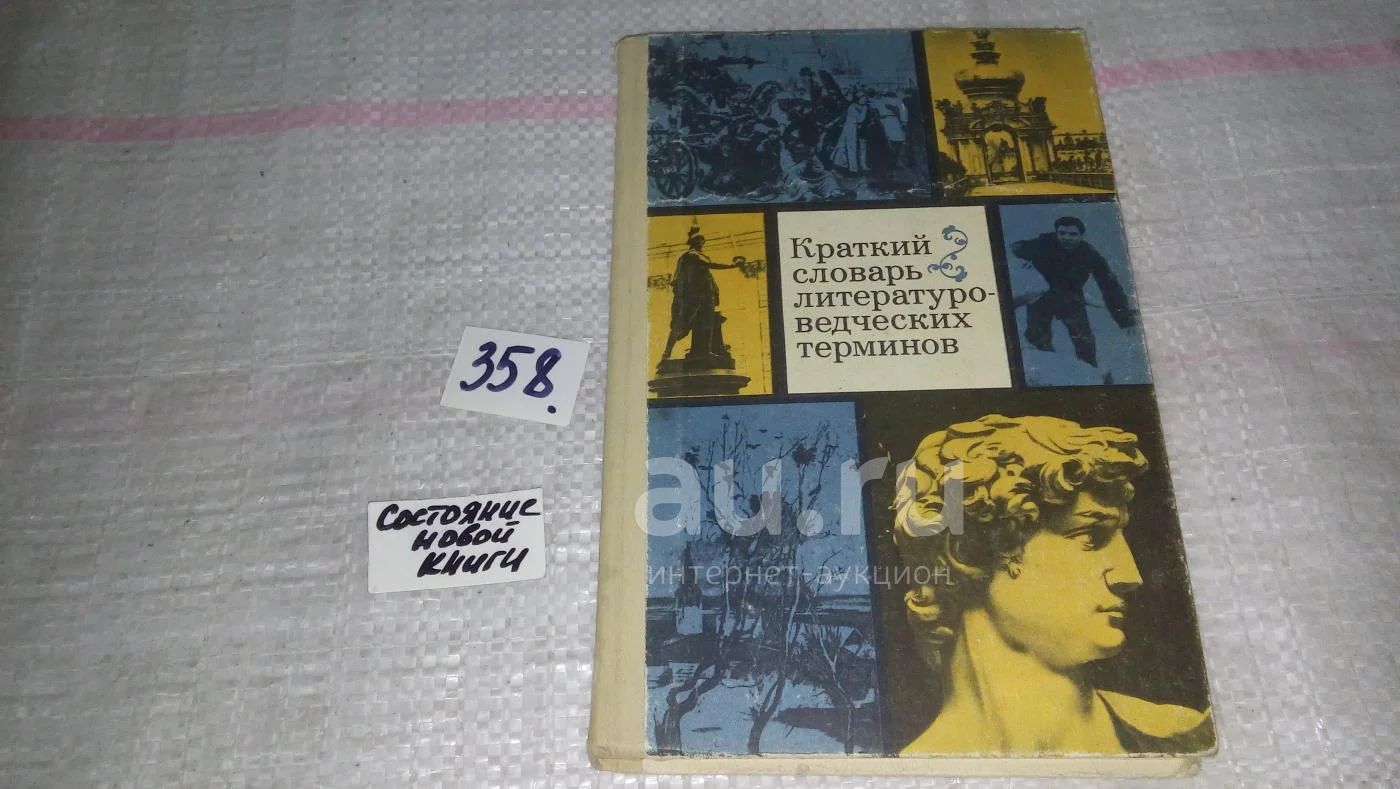 Краткий
словарь
литературо-
ведческих
терминов
358.
Состояние
новой
книги
au.ru
интернет-аукцион